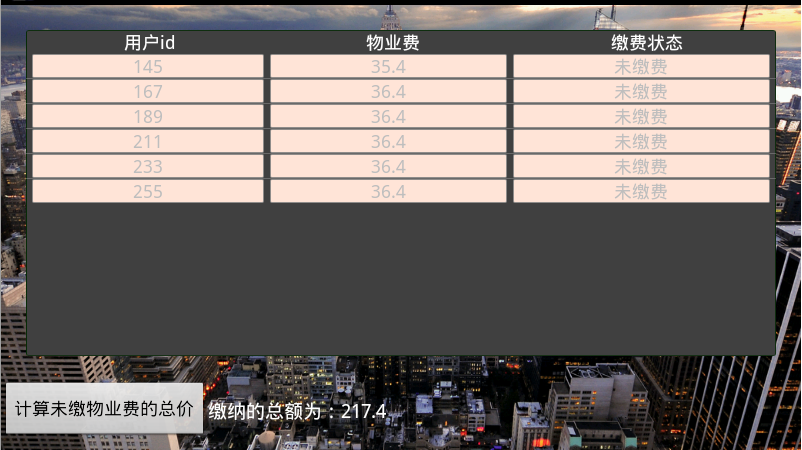 用户id 物业费 缴费状态
145 35.4 未缴费
167 36.4 未缴费
189 36.4 未缴费
211 36.4 未缴费
233 36.4 未缴费
255 36.4 未缴费
计算未缴物业费的总价 缴纳的总额为：217.4